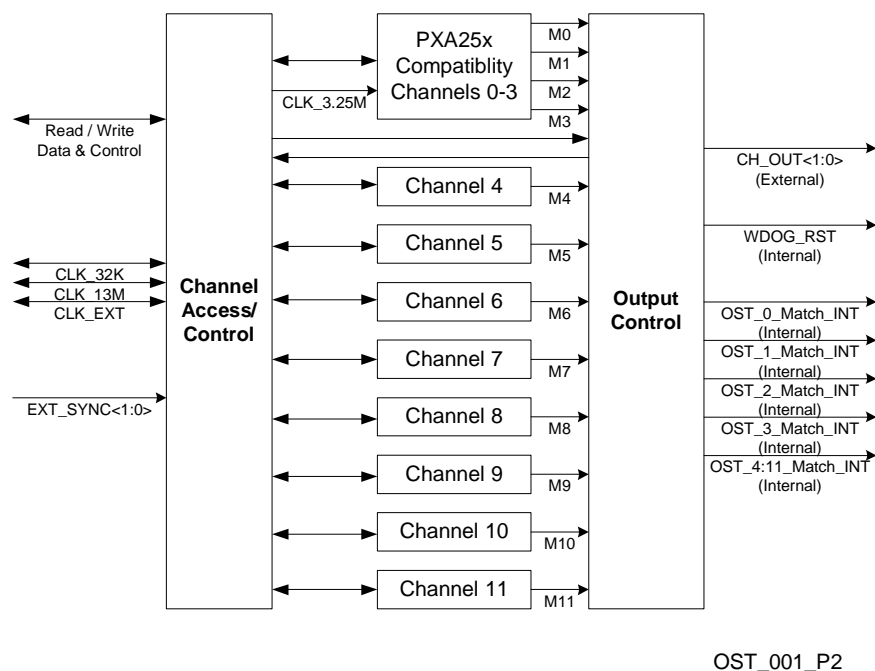 PXA25x
Compatiblity
Channels 0-3
M0
M1
M2
M3
CLK_3.25M
Read / Write
Data & Control
CH_OUT<1:0>
(External)
Channel 4
M4
WDOG_RST
(Internal)
Channel 5
M5
CLK_32K
CLK_13M
CLK_EXT
Channel
Access/
Control
Channel 6
M6
Output
Control
OST_0_Match_INT
(Internal)
OST_1_Match_INT
(Internal)
OST_2_Match_INT
(Internal)
OST_3_Match_INT
(Internal)
OST_4:11_Match_INT
(Internal)
Channel 7
M7
EXT_SYNC<1:0>
Channel 8
M8
Channel 9
M9
Channel 10
M10
Channel 11
M11
OST_001_P2